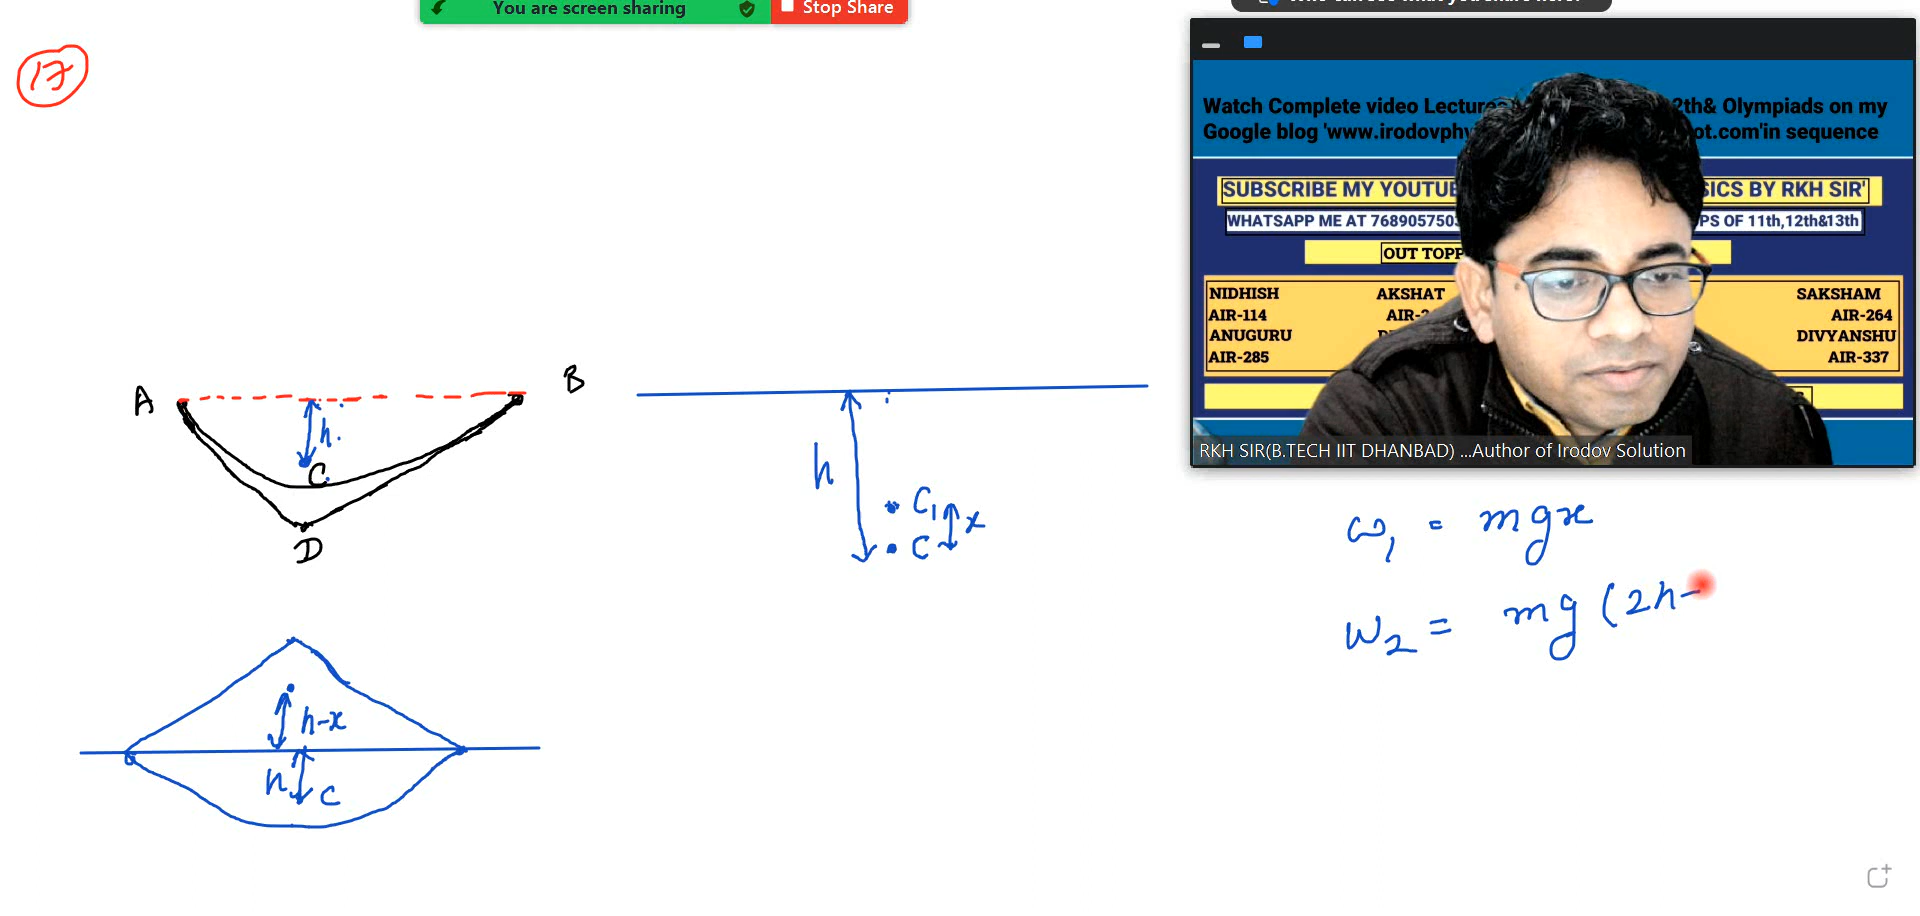 You are screen sharing
Stop Share
17
Watch Complete video Lecture 2th& Olympiads on my
Google blog 'www.irodovphy ot.com'in sequence
SUBSCRIBE MY YOUTUBE SICS BY RKH SIR'
WHATSAPP ME AT 768905750 PS OF 11th,12th&13th
OUT TOPP
NIDHISH AKSHAT SAKSHAM
AIR-114 AIR-2 AIR-264
ANUGURU DIVYANSHU
AIR-285 AIR-337
RKH SIR(B.TECH IIT DHANBAD) ...Author of Irodov Solution
A B
h
C
D
h
C1
x
C
ω1 = mgx
W2 = mg (2h-
h-x
h
C